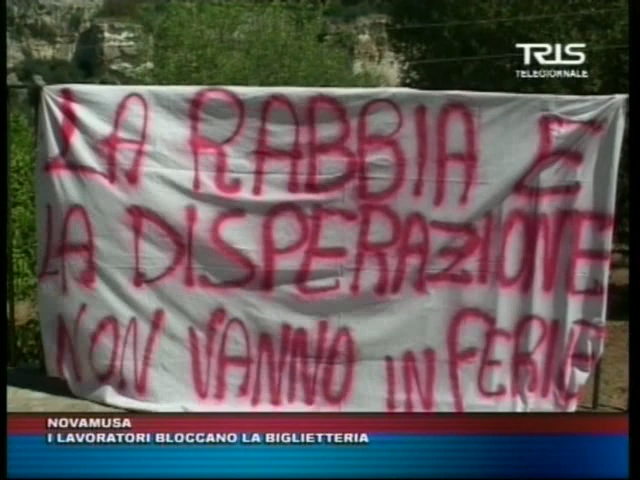 TRIS
TELEGIORNALE
LA RABBIA E
LA DISPERAZIONE
NON VANNO IN FERIE
NOVAMUSA
I LAVORATORI BLOCCANO LA BIGLIETTERIA